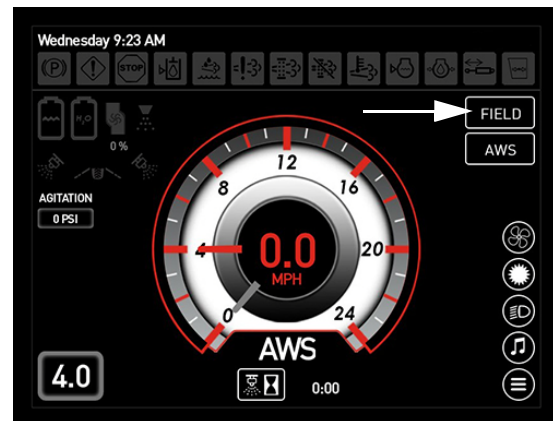 Wednesday 9:23 AM
(P)
STOP
H₂O
0 %
FIELD
AWS
AGITATION
0 PSI
12
8
16
4
20
0.0
MPH
0
24
AWS
4.0
0:00